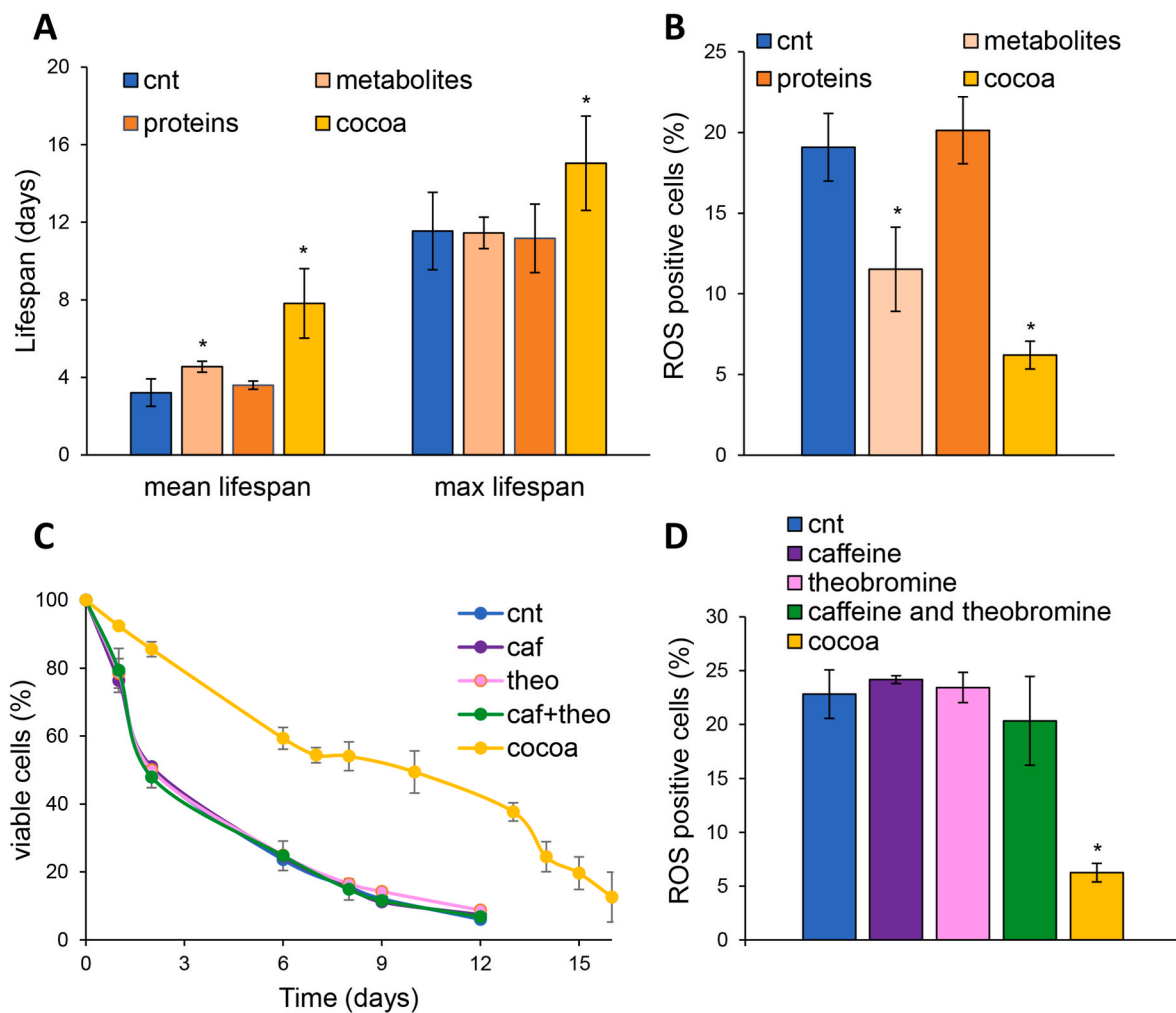 A
20
16
12
8
4
0
Lifespan (days)
cnt
metabolites
proteins
cocoa
*
*
*
mean lifespan
max lifespan
B
cnt
metabolites
proteins
cocoa
25
20
15
10
5
0
ROS positive cells (%)
*
*
C
100
80
60
40
20
0
viable cells (%)
cnt
caf
theo
caf+theo
cocoa
0
3
6
9
12
15
Time (days)
D
cnt
caffeine
theobromine
caffeine and theobromine
cocoa
30
25
20
15
10
5
0
ROS positive cells (%)
*